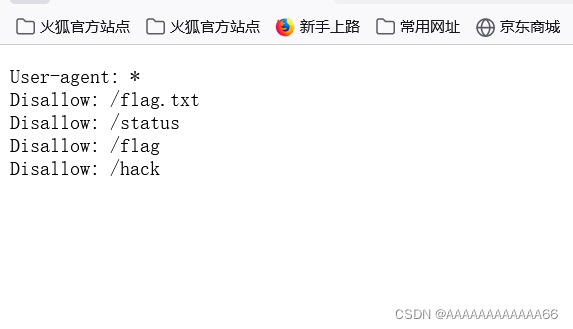 火狐官方站点 火狐官方站点 新手上路 常用网址 京东商城
User-agent: *
Disallow: /flag.txt
Disallow: /status
Disallow: /flag
Disallow: /hack
CSDN @AAAAAAAAAAAA66